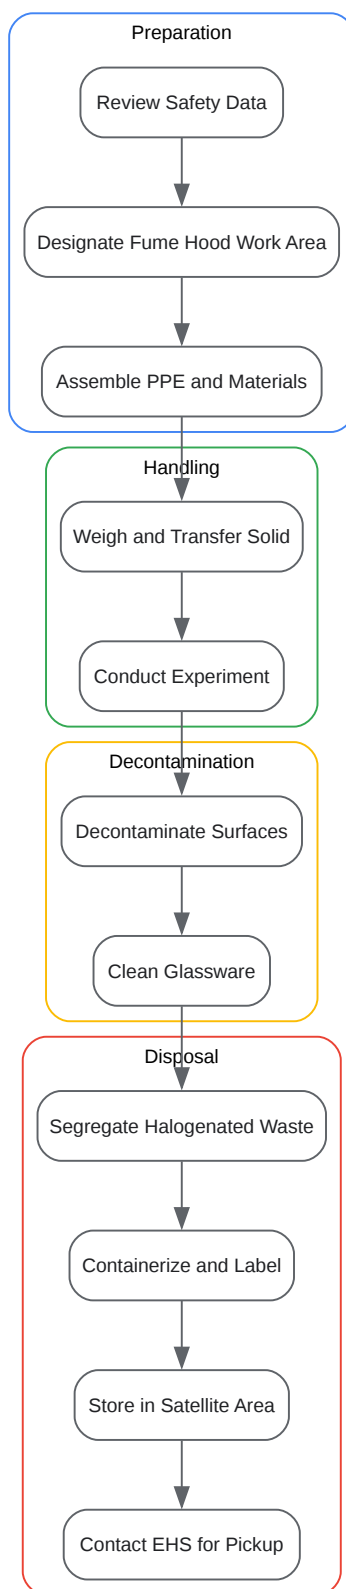 Preparation
Review Safety Data
Designate Fume Hood Work Area
Assemble PPE and Materials
Handling
Weigh and Transfer Solid
Conduct Experiment
Decontamination
Decontaminate Surfaces
Clean Glassware
Disposal
Segregate Halogenated Waste
Containerize and Label
Store in Satellite Area
Contact EHS for Pickup